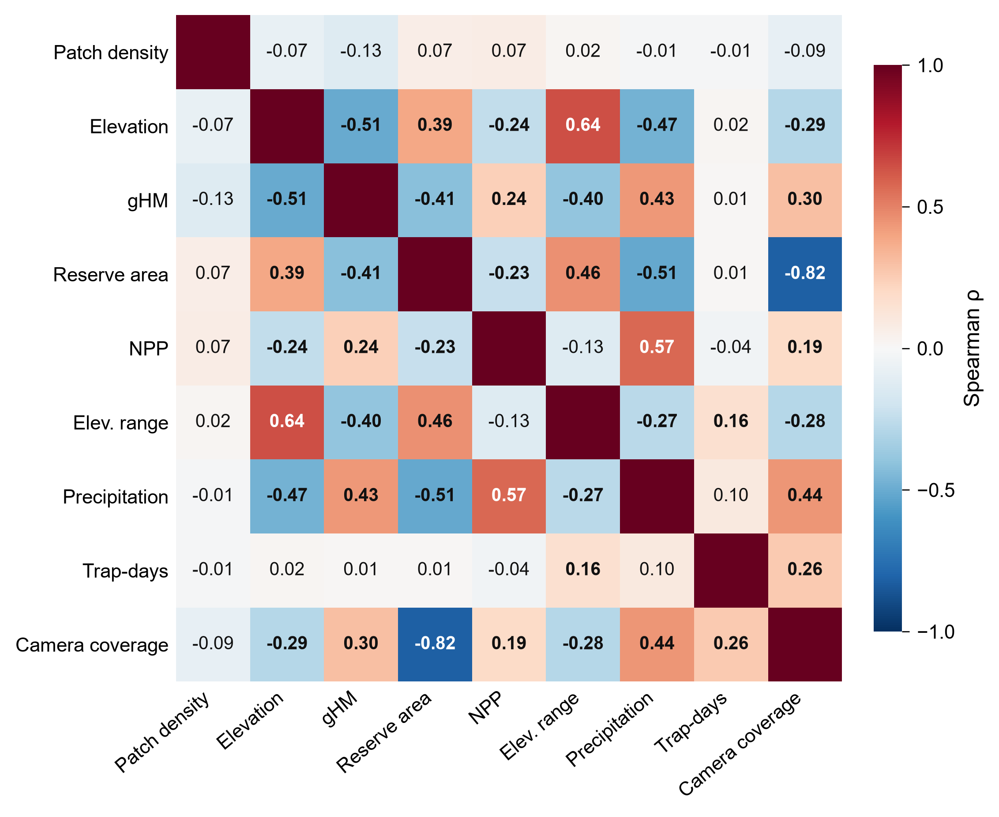 Patch density -0.07 -0.13 0.07 0.07 0.02 -0.01 -0.01 -0.09
Elevation -0.07 -0.51 0.39 -0.24 0.64 -0.47 0.02 -0.29
gHM -0.13 -0.51 -0.41 0.24 -0.40 0.43 0.01 0.30
Reserve area 0.07 0.39 -0.41 -0.23 0.46 -0.51 0.01 -0.82
NPP 0.07 -0.24 0.24 -0.23 -0.13 0.57 -0.04 0.19
Elev. range 0.02 0.64 -0.40 0.46 -0.13 -0.27 0.16 -0.28
Precipitation -0.01 -0.47 0.43 -0.51 0.57 -0.27 0.10 0.44
Trap-days -0.01 0.02 0.01 0.01 -0.04 0.16 0.10 0.26
Camera coverage -0.09 -0.29 0.30 -0.82 0.19 -0.28 0.44 0.26
Patch density
Elevation
gHM
Reserve area
NPP
Elev. range
Precipitation
Trap-days
Camera coverage
1.0
0.5
0.0
−0.5
−1.0
Spearman ρ